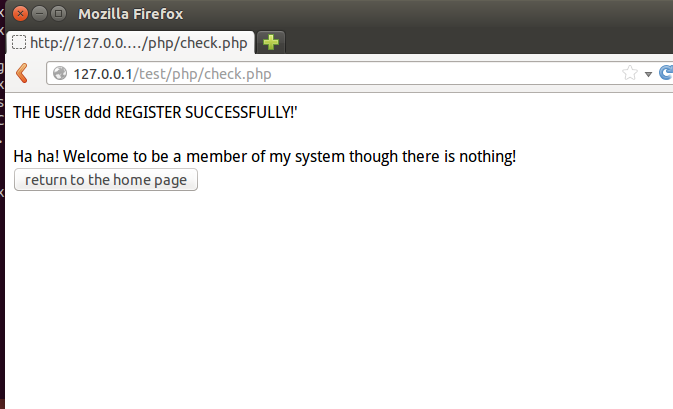 Mozilla Firefox
http://127.0.0.…/php/check.php
127.0.0.1/test/php/check.php
THE USER ddd REGISTER SUCCESSFULLY!'
Ha ha! Welcome to be a member of my system though there is nothing!
return to the home page